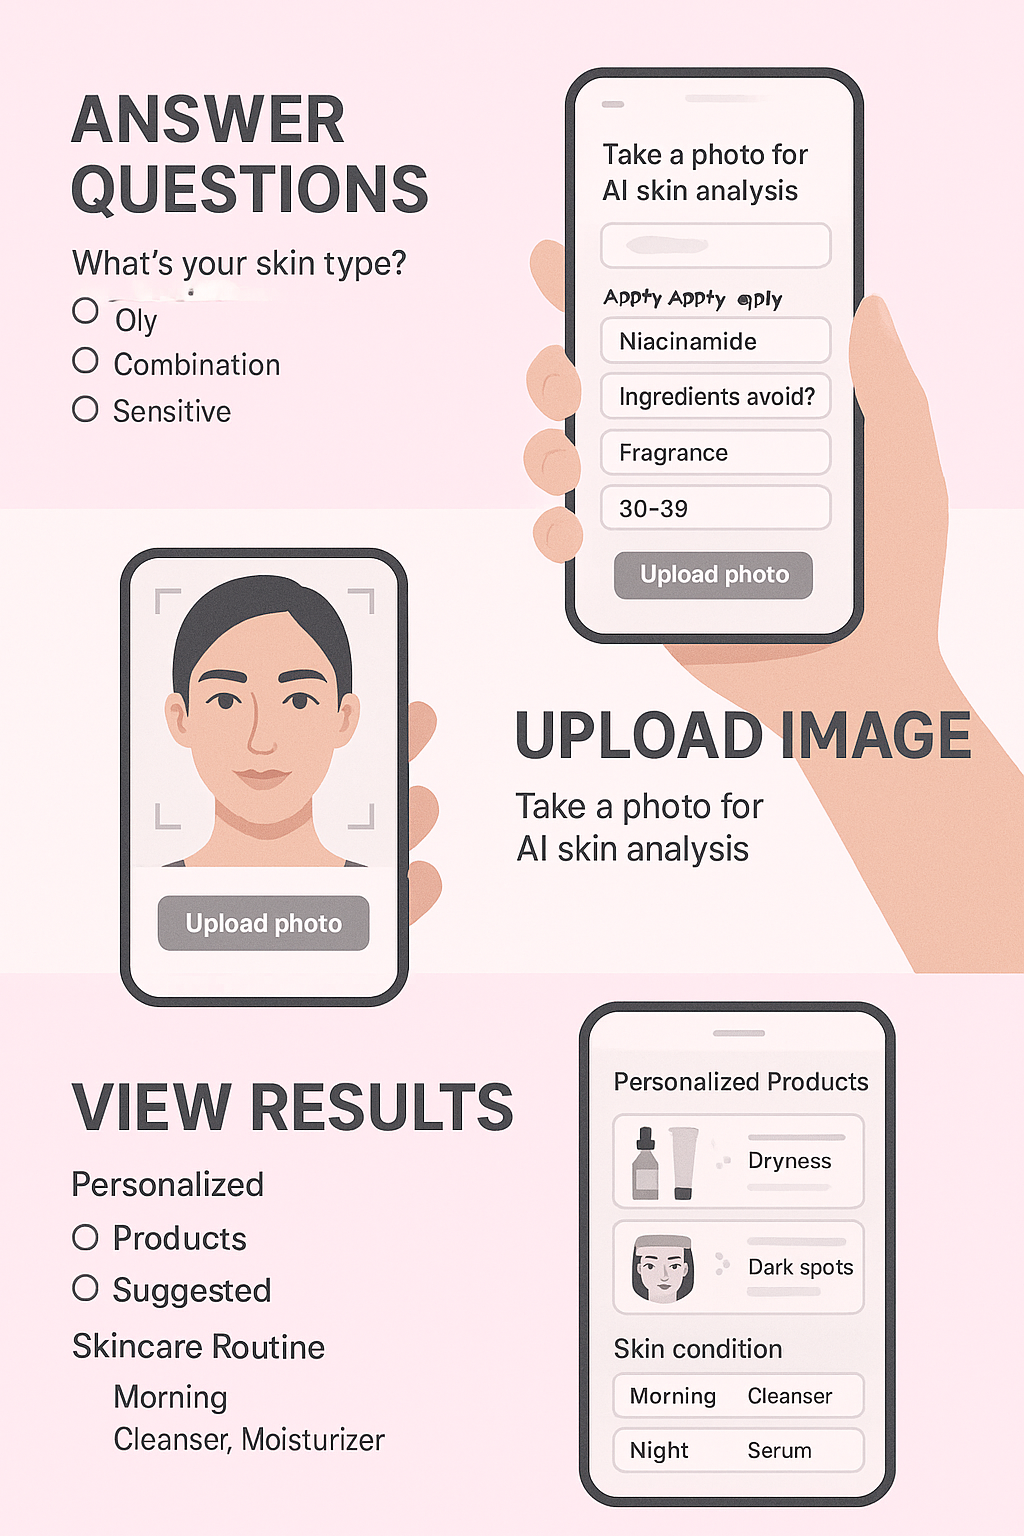 ANSWER
QUESTIONS
What's your skin type?
Oly
Combination
Sensitive
Take a photo for
AI skin analysis
Appty Appty aply
Niacinamide
Ingredients avoid?
Fragrance
30-39
Upload photo
Upload photo
UPLOAD IMAGE
Take a photo for
AI skin analysis
VIEW RESULTS
Personalized
Products
Suggested
Skincare Routine
Morning
Cleanser, Moisturizer
Personalized Products
Dryness
Dark spots
Skin condition
Morning Cleanser
Night Serum